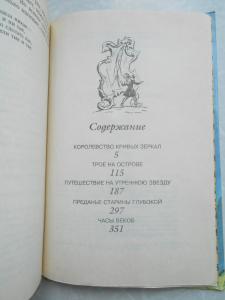 Содержание
КОРОЛЕВСТВО КРИВЫХ ЗЕРКАЛ
5
ТРОЕ НА ОСТРОВЕ
115
ПУТЕШЕСТВИЕ НА УТРЕННЮЮ ЗВЕЗДУ
187
ПРЕДАНЬЕ СТАРИНЫ ГЛУБОКОЙ
297
ЧАСЫ ВЕКОВ
351